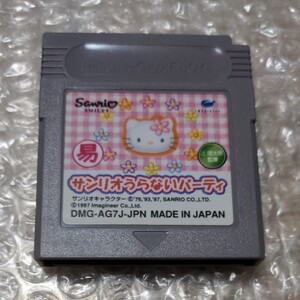 Sanrio
SMILES
易
サンリオうらないパーティ
サンリオキャラクター ©'76,'93,'97, SANRIO CO.,LTD.
©1997 Imagineer Co.,Ltd.
DMG-AG7J-JPN MADE IN JAPAN